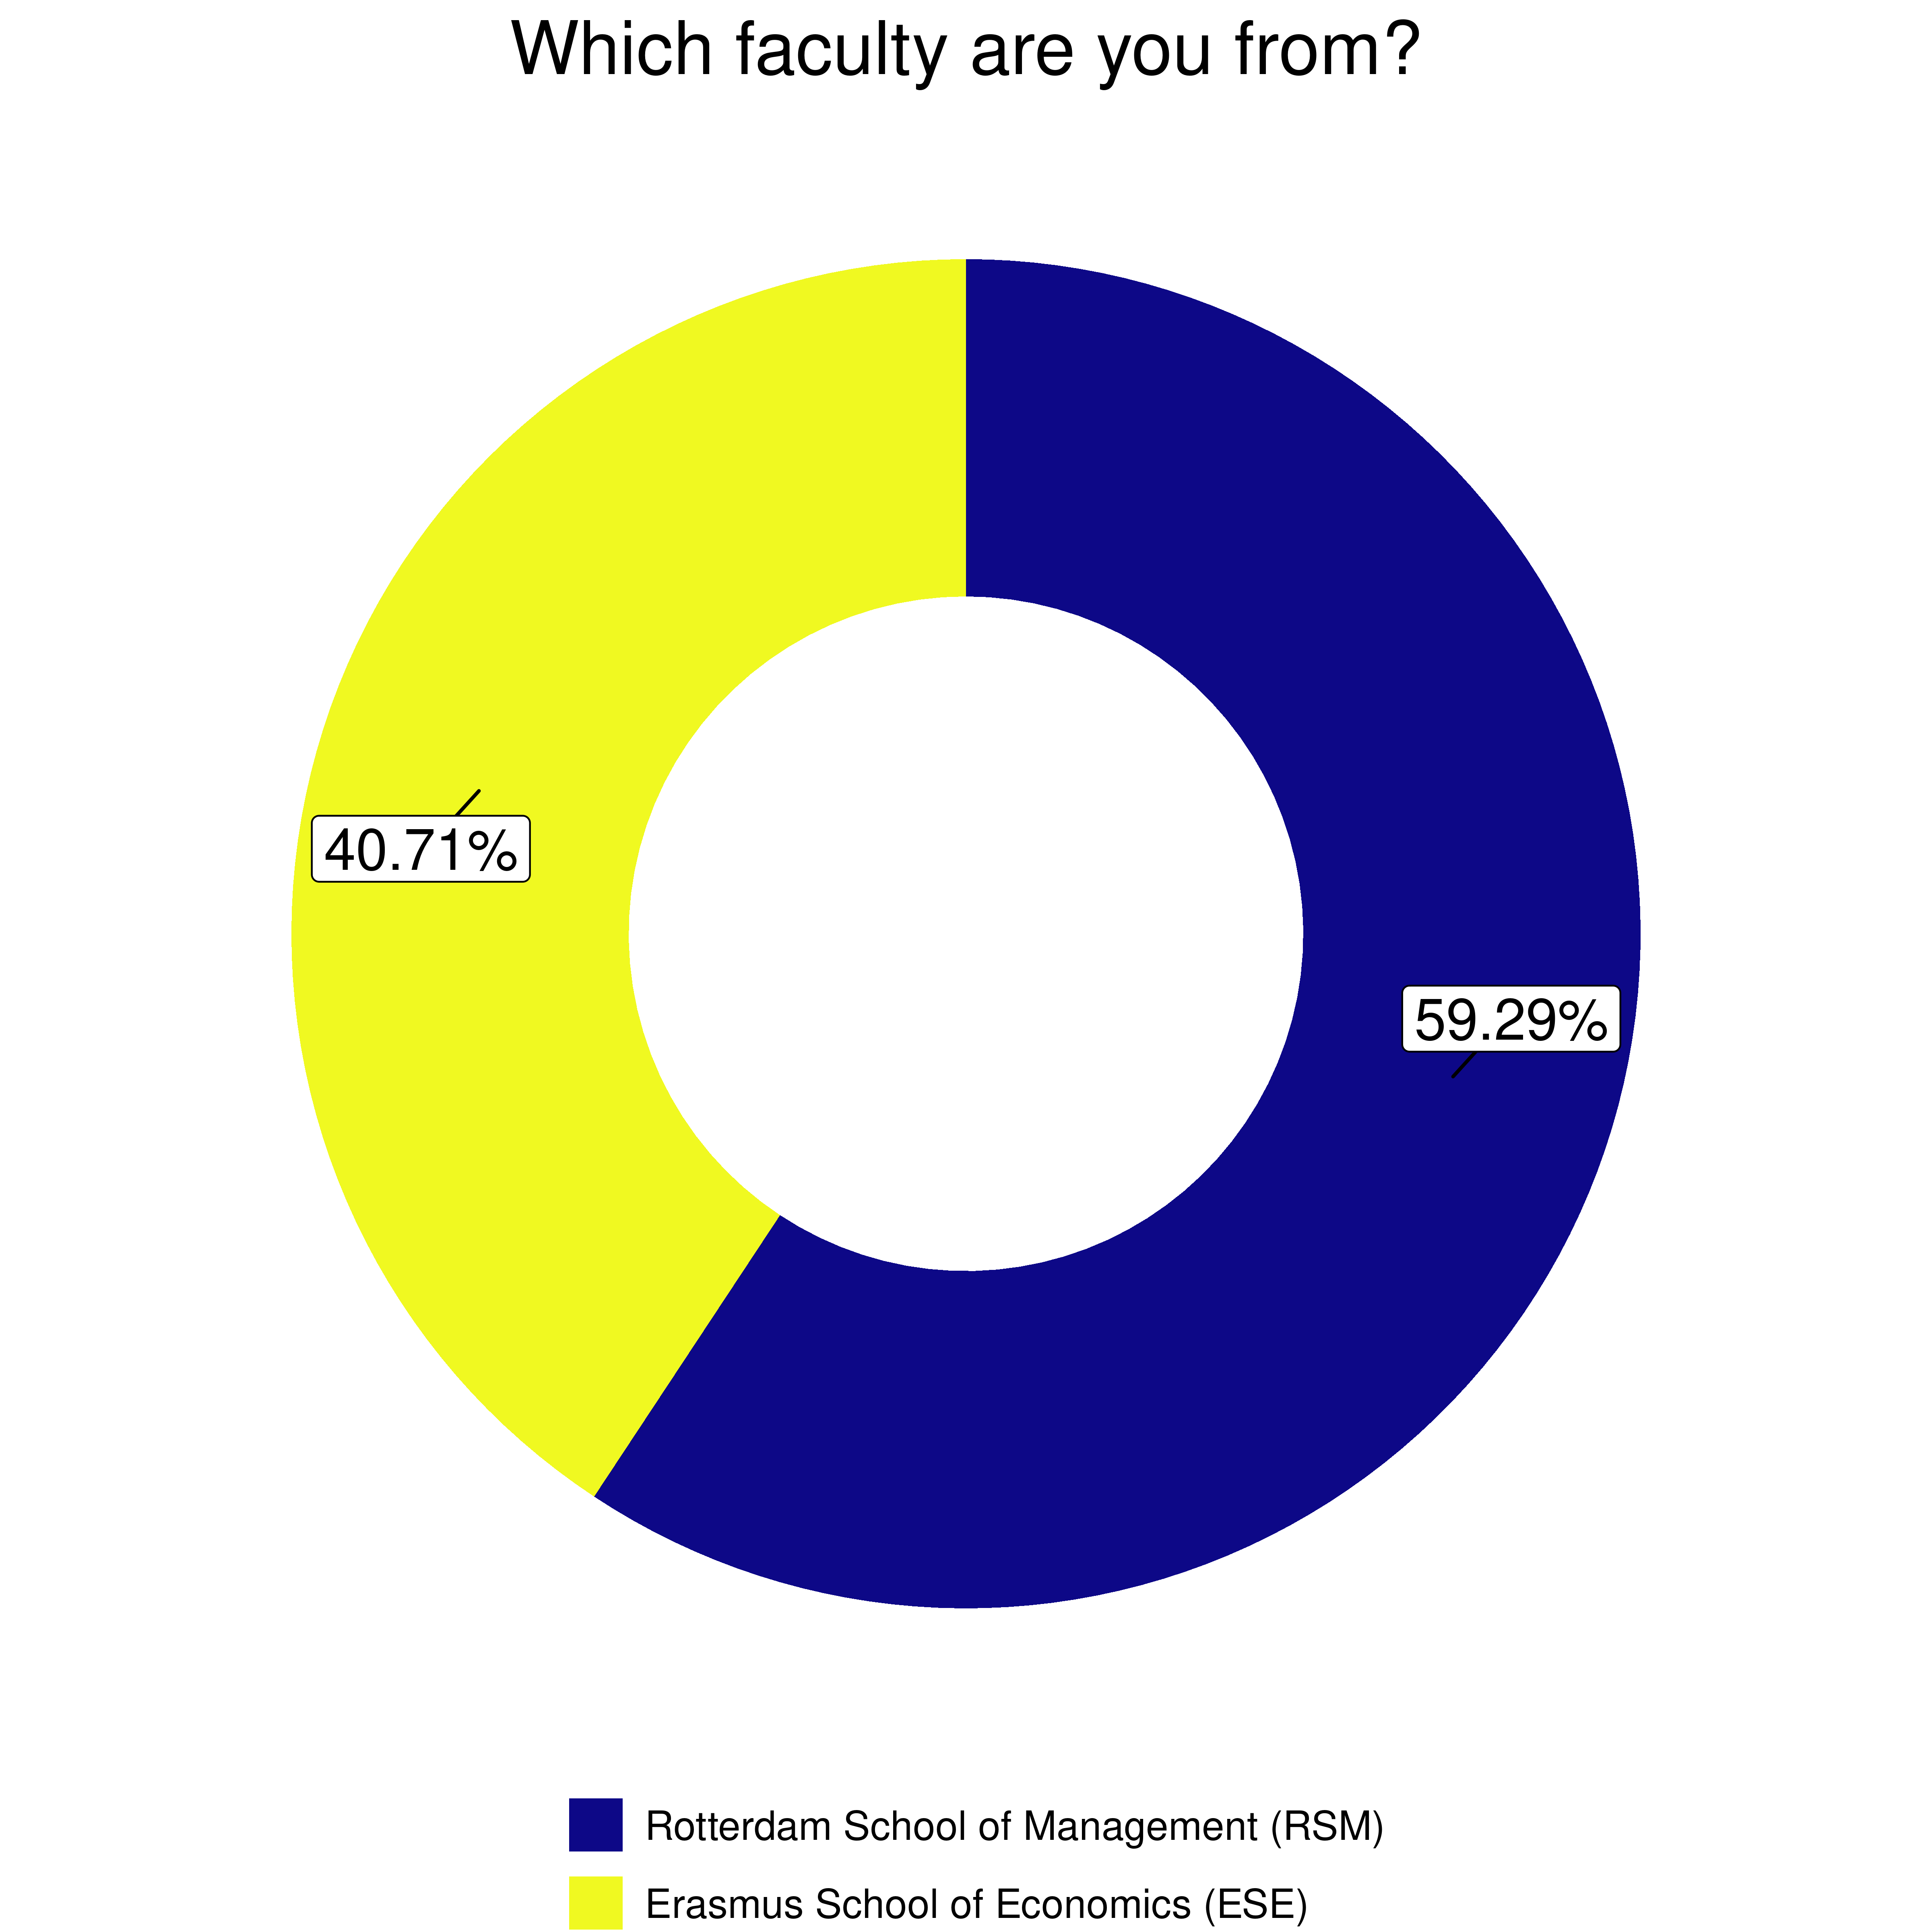 Which faculty are you from?
40.71%
59.29%
Rotterdam School of Management (RSM)
Erasmus School of Economics (ESE)